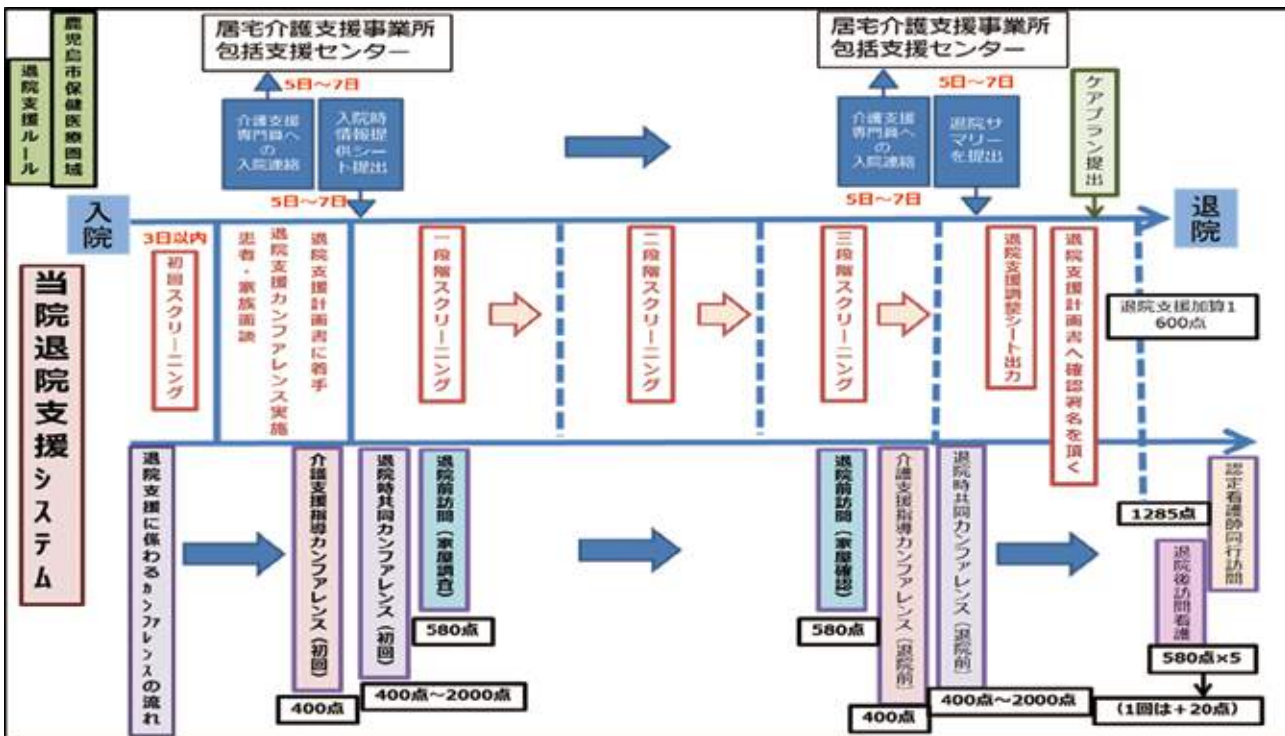 鹿児島市保健医療圏域
退院支援ルール
居宅介護支援事業所
包括支援センター
5日～7日
介護支援
専門員へ
の
入院連絡
入院時
情報提
供シー
ト提出
5日～7日
居宅介護支援事業所
包括支援センター
5日～7日
介護支援
専門員へ
の
入院連絡
退院サ
マリー
を提出
5日～7日
ケアプラン提出
入院
退院
当院退院支援システム
3日以内
初回スクリーニング
退院支援計画書に着手
退院支援カンファレンス実施
患者・家族面談
一段階スクリーニング
二段階スクリーニング
三段階スクリーニング
退院支援調整シート出力
退院支援計画書へ確認署名を頂く
退院支援加算1
600点
退院支援に係わるカンファレンスの流れ
介護支援指導カンファレンス（初回）
400点
退院時共同カンファレンス（初回）
400点～2000点
退院前訪問（家屋調査）
580点
退院前訪問（家屋確認）
580点
介護支援指導カンファレンス（退院前）
400点
退院時共同カンファレンス（退院前）
400点～2000点
1285点
認定看護師同行訪問
退院後訪問看護
580点×5
(1回は＋20点)